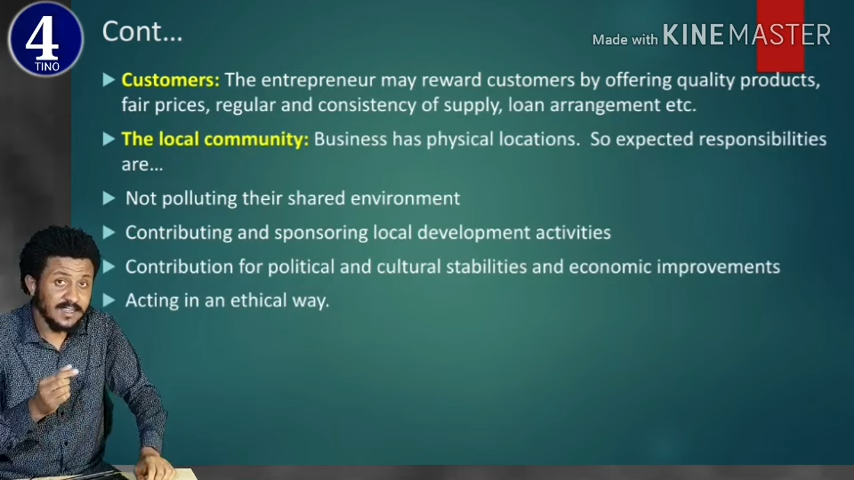 4
TINO
Cont...
Made with KINEMASTER
Customers: The entrepreneur may reward customers by offering quality products,
fair prices, regular and consistency of supply, loan arrangement etc.
The local community: Business has physical locations. So expected responsibilities
are...
Not polluting their shared environment
Contributing and sponsoring local development activities
Contribution for political and cultural stabilities and economic improvements
Acting in an ethical way.